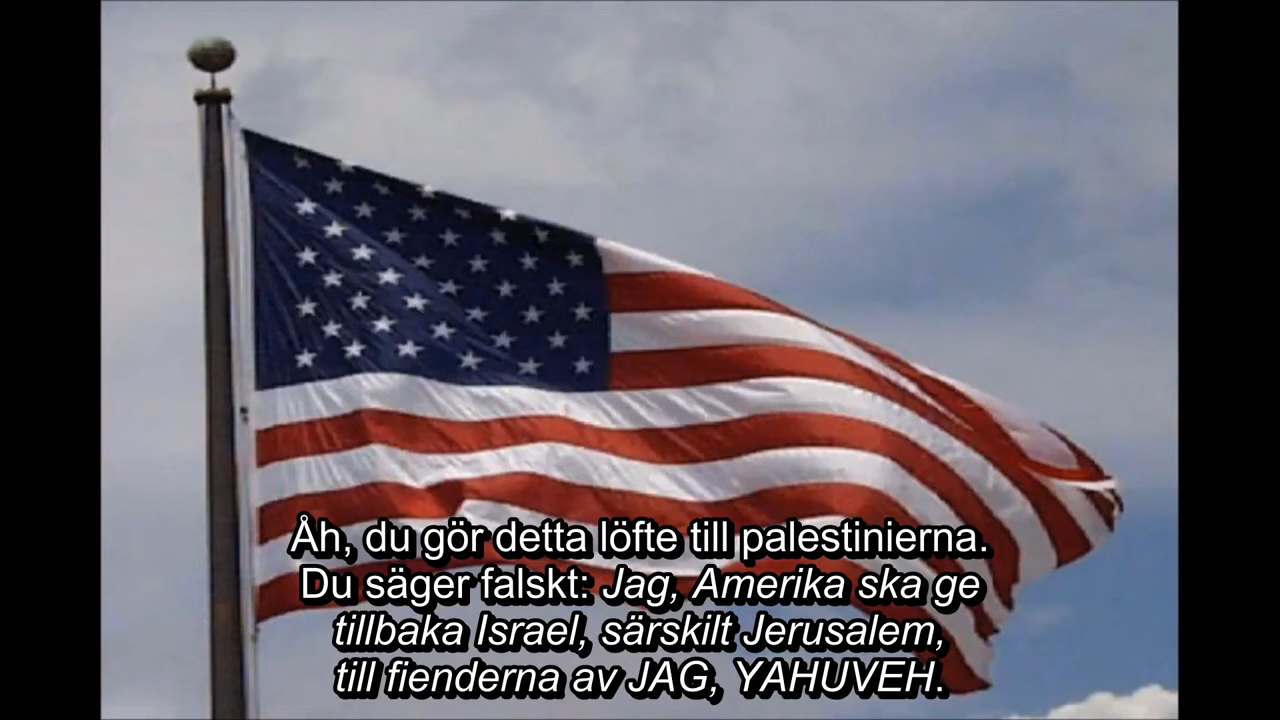 Åh, du gör detta löfte till palestinierna.
Du säger falskt: Jag, Amerika ska ge
tillbaka Israel, särskilt Jerusalem,
till fienderna av JAG, YAHUVEH.